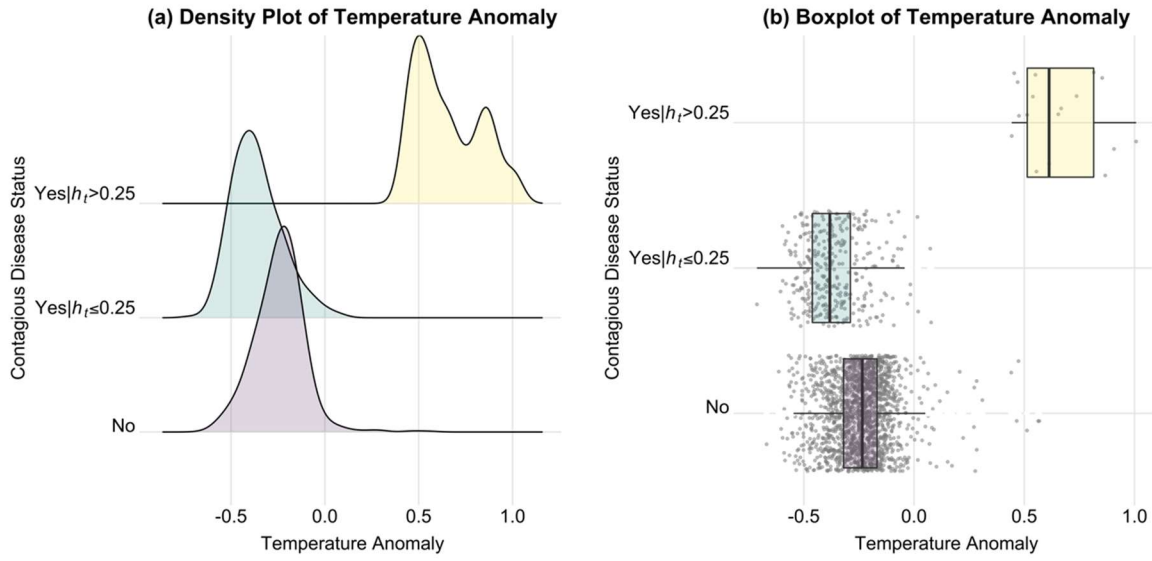 (a) Density Plot of Temperature Anomaly
Contagious Disease Status
Yes|hₜ>0.25
Yes|hₜ≤0.25
No
-0.5 0.0 0.5 1.0
Temperature Anomaly
(b) Boxplot of Temperature Anomaly
Contagious Disease Status
Yes|hₜ>0.25
Yes|hₜ≤0.25
No
-0.5 0.0 0.5 1.0
Temperature Anomaly